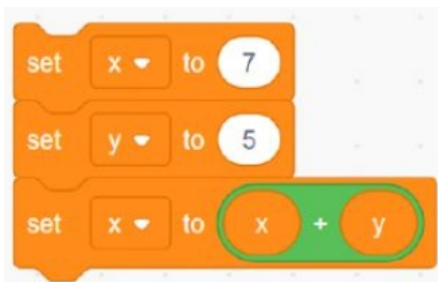 set x to 7
set y to 5
set x to x + y